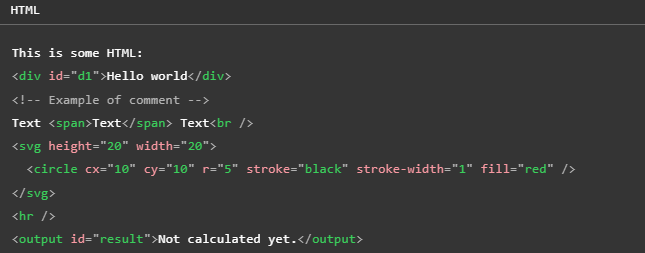 HTML
This is some HTML:
<div id="d1">Hello world</div>
<!-- Example of comment -->
Text <span>Text</span> Text<br />
<svg height="20" width="20">
  <circle cx="10" cy="10" r="5" stroke="black" stroke-width="1" fill="red" />
</svg>
<hr />
<output id="result">Not calculated yet.</output>